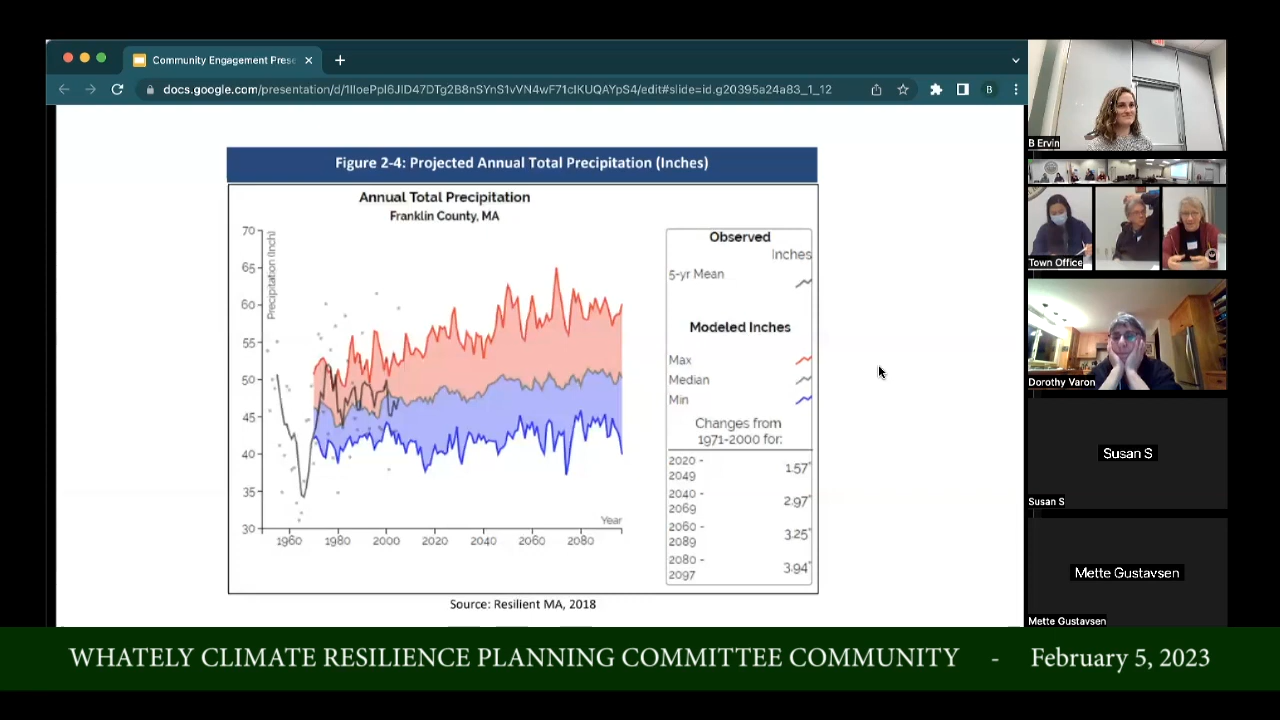 Community Engagement Prese
docs.google.com/presentation/d/1IIoePpI6JID47DTg2B8nSYnS1vVN4wF71cIKUQAYpS4/edit#slide=id.g20395a24a83_1_12
B
Figure 2-4: Projected Annual Total Precipitation (Inches)
Annual Total Precipitation
Franklin County, MA
Precipitation (Inch)
70
65
60
55
50
45
40
35
30
Year
1960 1980 2000 2020 2040 2060 2080
Observed
Inches
5-yr Mean
Modeled Inches
Max
Median
Min
Changes from
1971-2000 for:
2020 -
2049 1.57"
2040 -
2069 2.97"
2060 -
2089 3.25"
2080 -
2097 3.94"
Source: Resilient MA, 2018
B Ervin
Town Office
Dorothy Varon
Susan S
Susan S
Mette Gustavsen
Mette Gustavsen
WHATELY CLIMATE RESILIENCE PLANNING COMMITTEE COMMUNITY - February 5, 2023